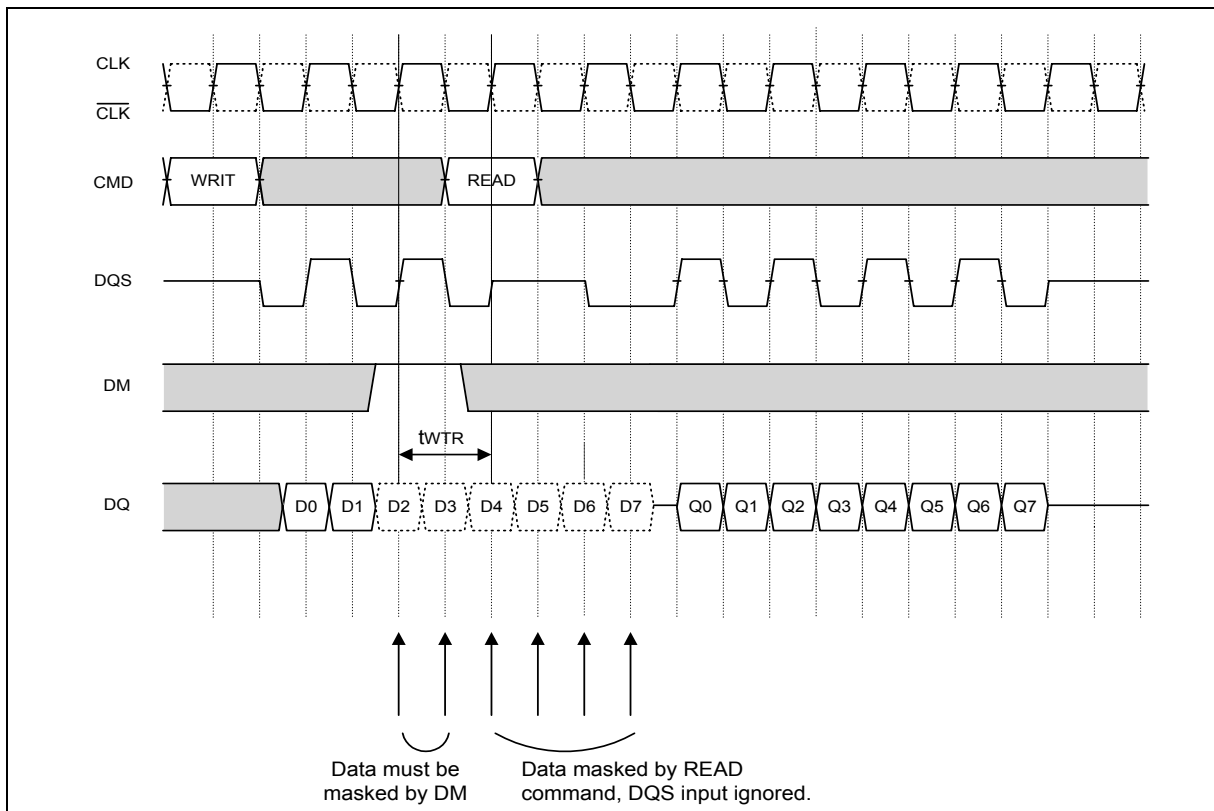 CLK
CLK
CMD WRIT READ
DQS
DM
tWTR
DQ D0 D1 D2 D3 D4 D5 D6 D7 Q0 Q1 Q2 Q3 Q4 Q5 Q6 Q7
Data must be
masked by DM
Data masked by READ
command, DQS input ignored.